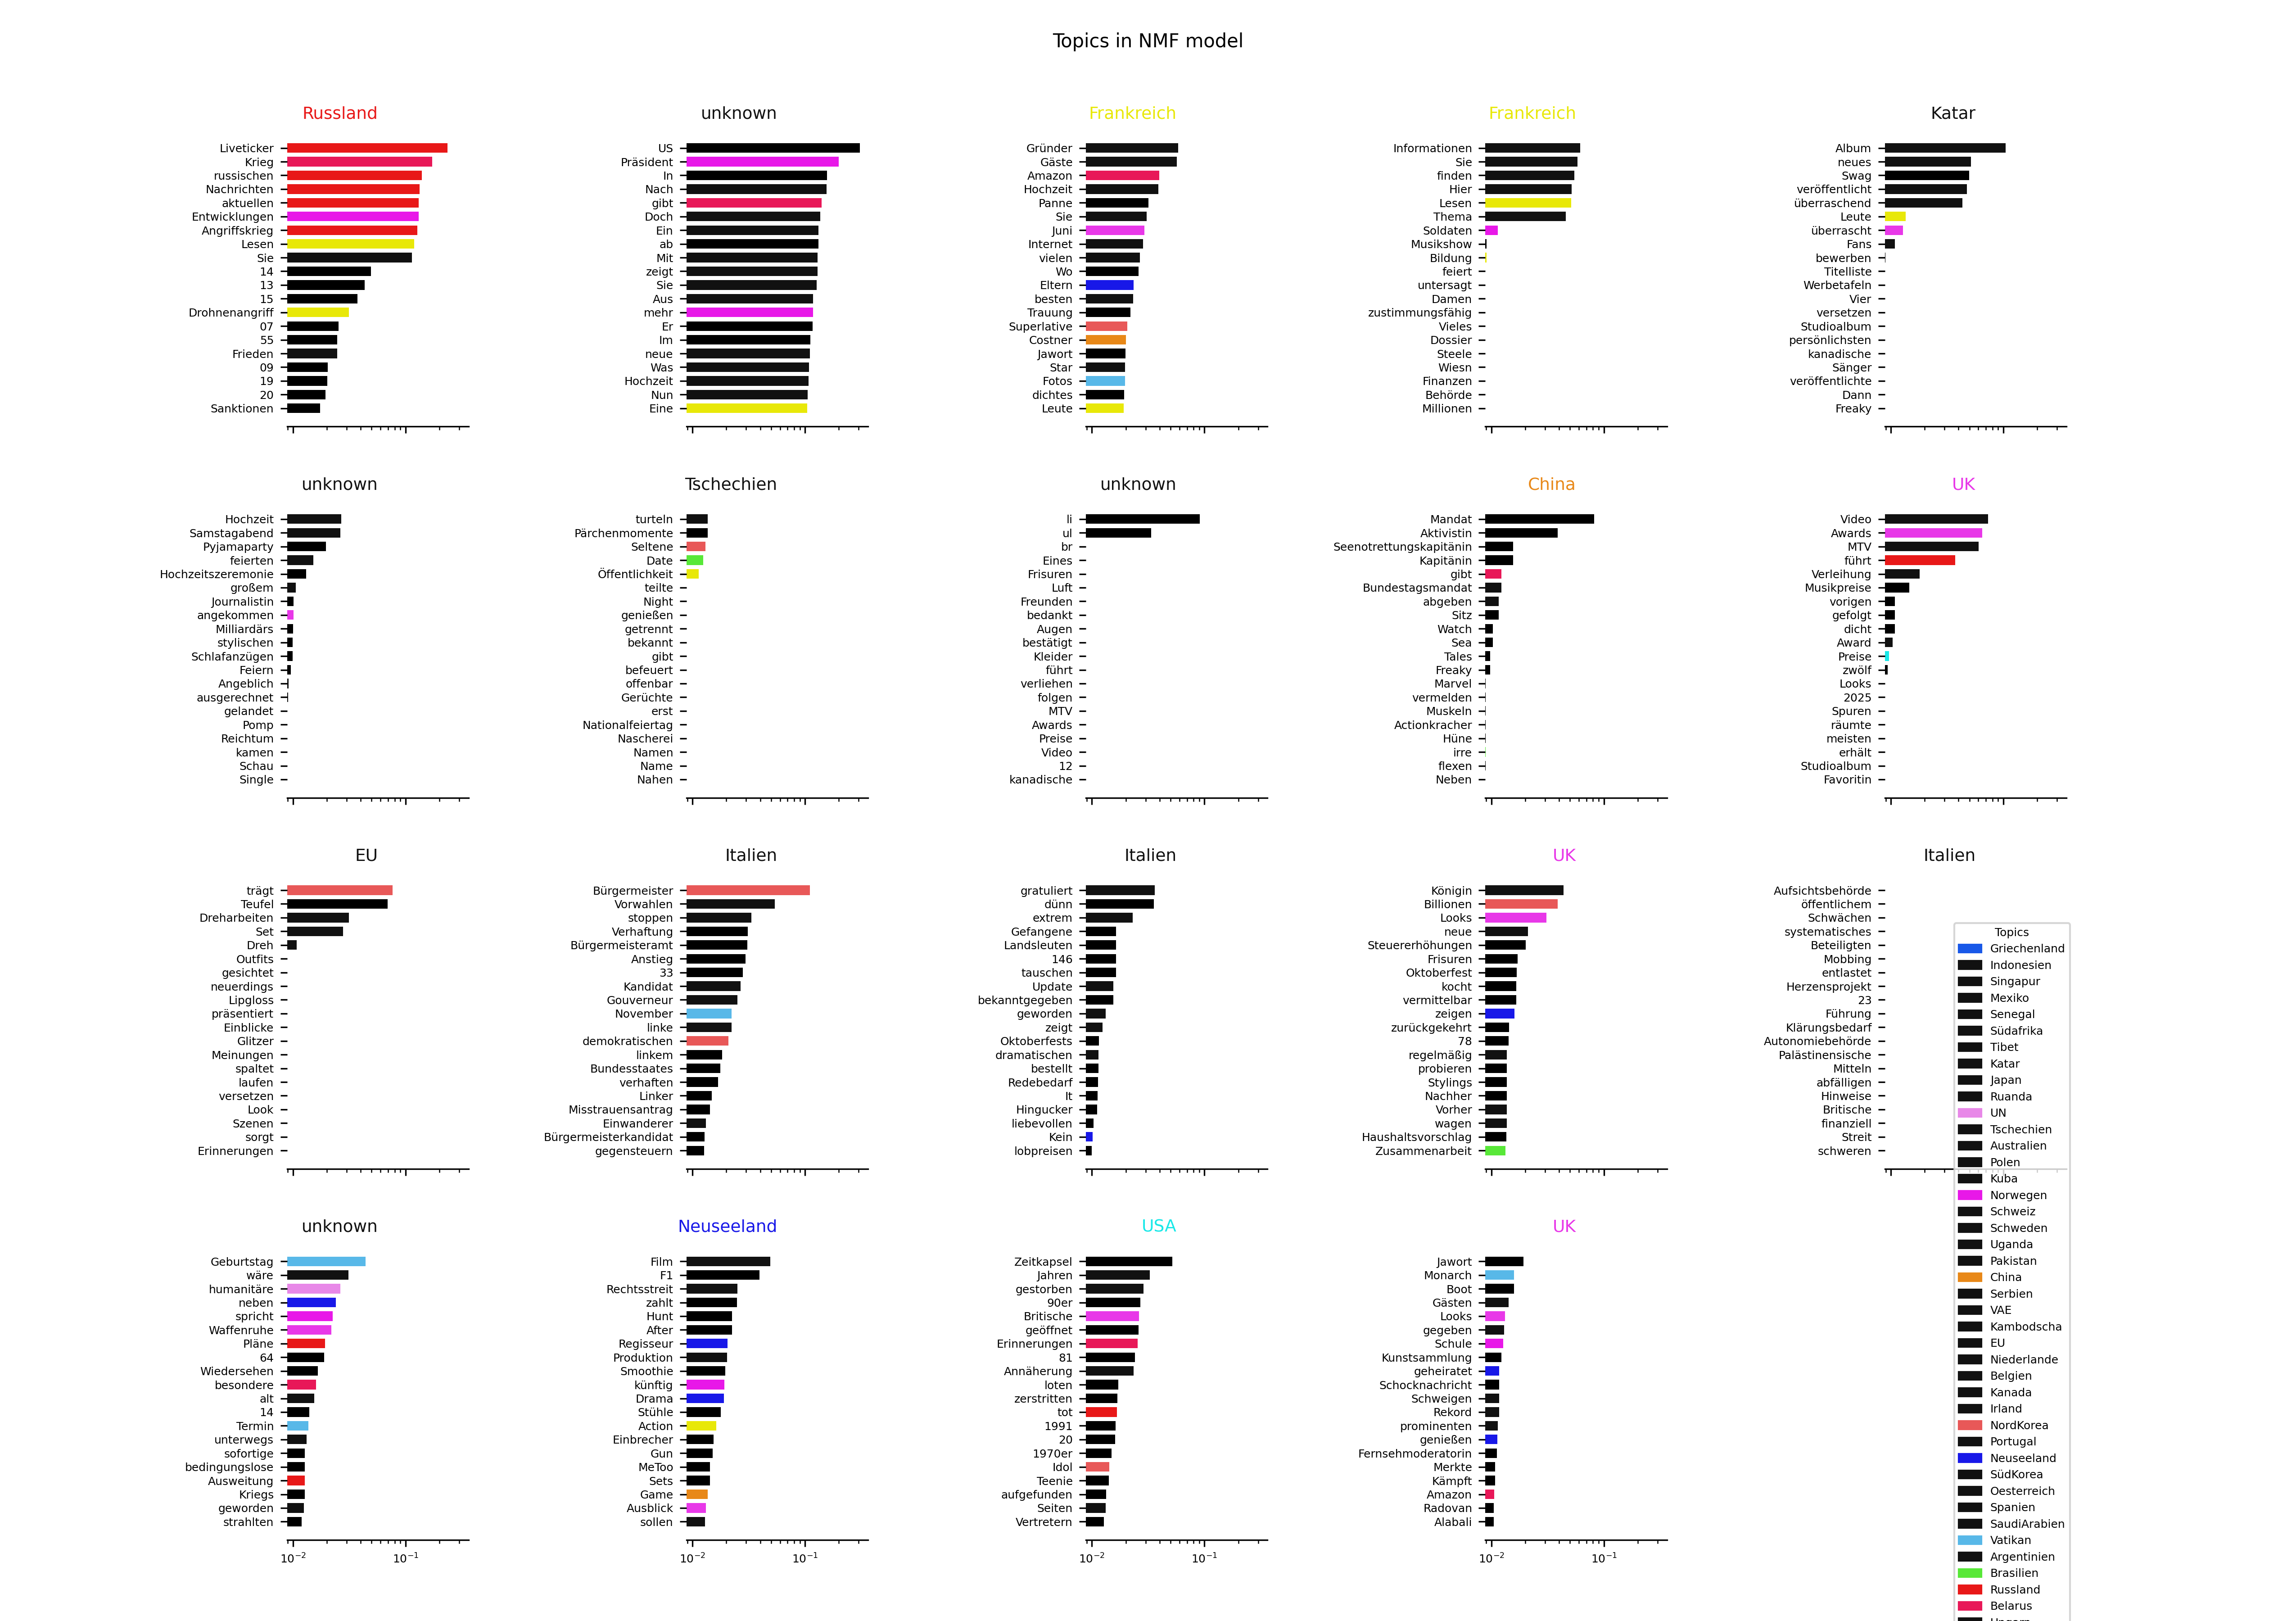 Topics in NMF model
Russland
Liveticker
Krieg
russischen
Nachrichten
aktuellen
Entwicklungen
Angriffskrieg
Lesen
Sie
14
13
15
Drohnenangriff
07
55
Frieden
09
19
20
Sanktionen
unknown
US
Präsident
In
Nach
gibt
Doch
Ein
ab
Mit
zeigt
Sie
Aus
mehr
Er
Im
neue
Was
Hochzeit
Nun
Eine
Frankreich
Gründer
Gäste
Amazon
Hochzeit
Panne
Sie
Juni
Internet
vielen
Wo
Eltern
besten
Trauung
Superlative
Costner
Jawort
Star
Fotos
dichtes
Leute
Frankreich
Informationen
Sie
finden
Hier
Lesen
Thema
Soldaten
Musikshow
Bildung
feiert
untersagt
Damen
zustimmungsfähig
Vieles
Dossier
Steele
Wiesn
Finanzen
Behörde
Millionen
Katar
Album
neues
Swag
veröffentlicht
überraschend
Leute
überrascht
Fans
bewerben
Titelliste
Werbetafeln
Vier
versetzen
Studioalbum
persönlichsten
kanadische
Sänger
veröffentlichte
Dann
Freaky
unknown
Hochzeit
Samstagabend
Pyjamaparty
feierten
Hochzeitszeremonie
großem
Journalistin
angekommen
Milliardärs
stylischen
Schlafanzügen
Feiern
Angeblich
ausgerechnet
gelandet
Pomp
Reichtum
kamen
Schau
Single
Tschechien
turteln
Pärchenmomente
Seltene
Date
Öffentlichkeit
teilte
Night
genießen
getrennt
bekannt
gibt
befeuert
offenbar
Gerüchte
erst
Nationalfeiertag
Nascherei
Namen
Name
Nahen
unknown
li
ul
br
Eines
Frisuren
Luft
Freunden
bedankt
Augen
bestätigt
Kleider
führt
verliehen
folgen
MTV
Awards
Preise
Video
12
kanadische
China
Mandat
Aktivistin
Seenotrettungskapitänin
Kapitänin
gibt
Bundestagsmandat
abgeben
Sitz
Watch
Sea
Tales
Freaky
Marvel
vermelden
Muskeln
Actionkracher
Hüne
irre
flexen
Neben
UK
Video
Awards
MTV
führt
Verleihung
Musikpreise
vorigen
gefolgt
dicht
Award
Preise
zwölf
Looks
2025
Spuren
räumte
meisten
erhält
Studioalbum
Favoritin
EU
trägt
Teufel
Dreharbeiten
Set
Dreh
Outfits
gesichtet
neuerdings
Lipgloss
präsentiert
Einblicke
Glitzer
Meinungen
spaltet
laufen
versetzen
Look
Szenen
sorgt
Erinnerungen
Italien
Bürgermeister
Vorwahlen
stoppen
Verhaftung
Bürgermeisteramt
Anstieg
33
Kandidat
Gouverneur
November
linke
demokratischen
linkem
Bundesstaates
verhaften
Linker
Misstrauensantrag
Einwanderer
Bürgermeisterkandidat
gegensteuern
Italien
gratuliert
dünn
extrem
Gefangene
Landsleuten
146
tauschen
Update
bekanntgegeben
geworden
zeigt
Oktoberfests
dramatischen
bestellt
Redebedarf
It
Hingucker
liebevollen
Kein
lobpreisen
UK
Königin
Billionen
Looks
neue
Steuererhöhungen
Frisuren
Oktoberfest
kocht
vermittelbar
zeigen
zurückgekehrt
78
regelmäßig
probieren
Stylings
Nachher
Vorher
wagen
Haushaltsvorschlag
Zusammenarbeit
Italien
Aufsichtsbehörde
öffentlichem
Schwächen
systematisches
Beteiligten
Mobbing
entlastet
Herzensprojekt
23
Führung
Klärungsbedarf
Autonomiebehörde
Palästinensische
Mitteln
abfälligen
Hinweise
Britische
finanziell
Streit
schweren
unknown
Geburtstag
wäre
humanitäre
neben
spricht
Waffenruhe
Pläne
64
Wiedersehen
besondere
alt
14
Termin
unterwegs
sofortige
bedingungslose
Ausweitung
Kriegs
geworden
strahlten
10⁻² 10⁻¹
Neuseeland
Film
F1
Rechtsstreit
zahlt
Hunt
After
Regisseur
Produktion
Smoothie
künftig
Drama
Stühle
Action
Einbrecher
Gun
MeToo
Sets
Game
Ausblick
sollen
10⁻² 10⁻¹
USA
Zeitkapsel
Jahren
gestorben
90er
Britische
geöffnet
Erinnerungen
81
Annäherung
loten
zerstritten
tot
1991
20
1970er
Idol
Teenie
aufgefunden
Seiten
Vertretern
10⁻² 10⁻¹
UK
Jawort
Monarch
Boot
Gästen
Looks
gegeben
Schule
Kunstsammlung
geheiratet
Schocknachricht
Schweigen
Rekord
prominenten
genießen
Fernsehmoderatorin
Merkte
Kämpft
Amazon
Radovan
Alabali
10⁻² 10⁻¹
Topics
Griechenland
Indonesien
Singapur
Mexiko
Senegal
Südafrika
Tibet
Katar
Japan
Ruanda
UN
Tschechien
Australien
Polen
Kuba
Norwegen
Schweiz
Schweden
Uganda
Pakistan
China
Serbien
VAE
Kambodscha
EU
Niederlande
Belgien
Kanada
Irland
NordKorea
Portugal
Neuseeland
SüdKorea
Oesterreich
Spanien
SaudiArabien
Vatikan
Argentinien
Brasilien
Russland
Belarus